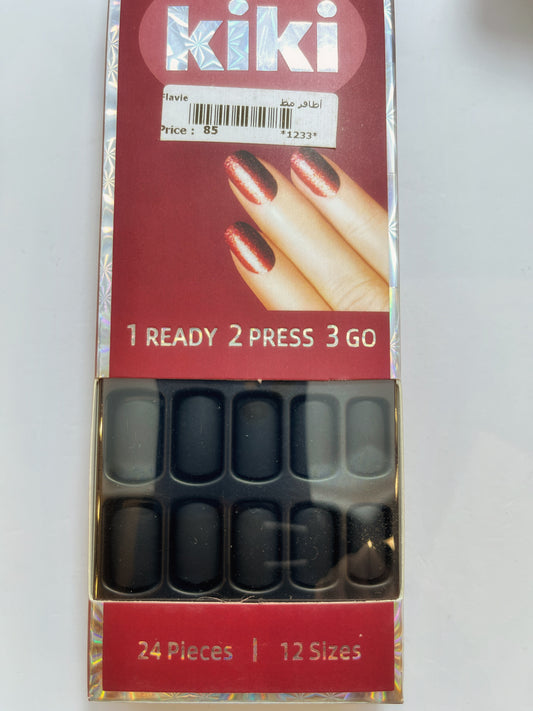 kiki
Flavie أظافر مط
Price : 85 *1233*
1 READY 2 PRESS 3 GO
24 Pieces | 12 Sizes